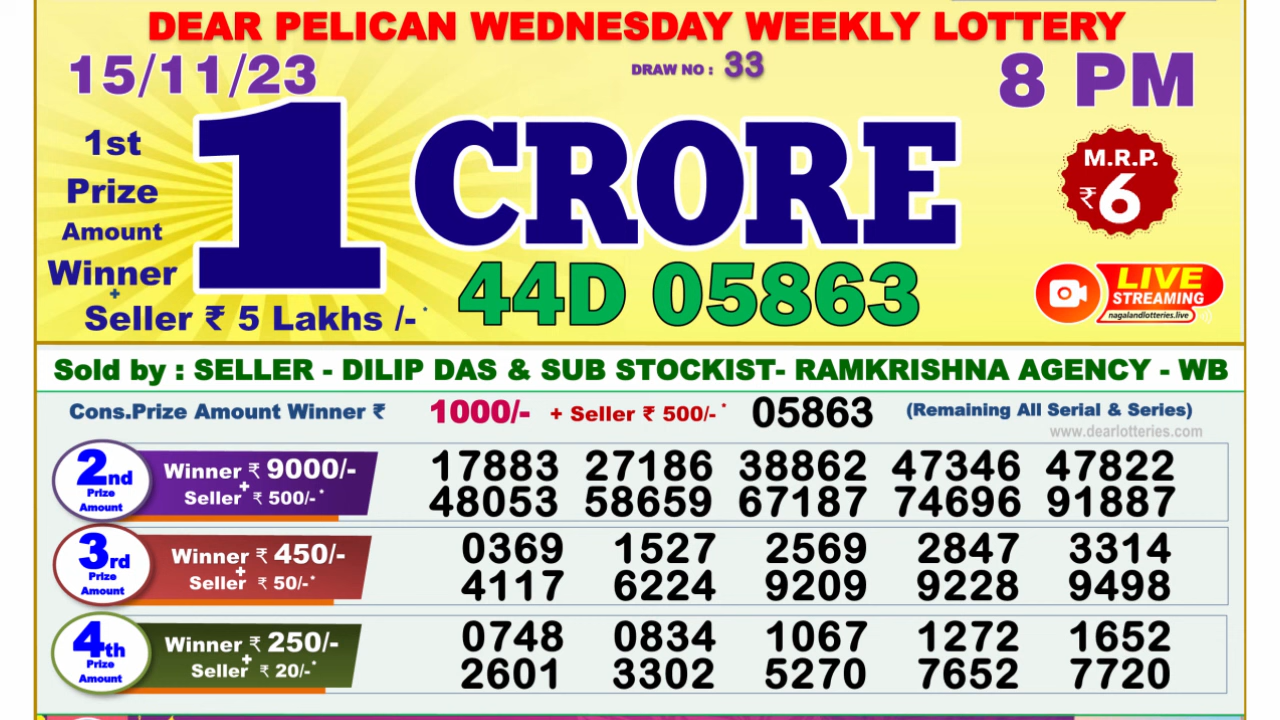 DEAR PELICAN WEDNESDAY WEEKLY LOTTERY
15/11/23
DRAW NO : 33
8 PM
1st
Prize
Amount
Winner
+
Seller ₹ 5 Lakhs /-*
1 CRORE
44D 05863
M.R.P.
₹6
LIVE
STREAMING
nagalandlotteries.live
Sold by : SELLER - DILIP DAS & SUB STOCKIST- RAMKRISHNA AGENCY - WB
Cons.Prize Amount Winner ₹ 1000/- + Seller ₹ 500/-* 05863 (Remaining All Serial & Series)
www.dearlotteries.com
2nd
Prize
Amount
Winner ₹ 9000/-
+
Seller ₹ 500/-*
17883 27186 38862 47346 47822
48053 58659 67187 74696 91887
3rd
Prize
Amount
Winner ₹ 450/-
+
Seller ₹ 50/-*
0369 1527 2569 2847 3314
4117 6224 9209 9228 9498
4th
Prize
Amount
Winner ₹ 250/-
+
Seller ₹ 20/-*
0748 0834 1067 1272 1652
2601 3302 5270 7652 7720